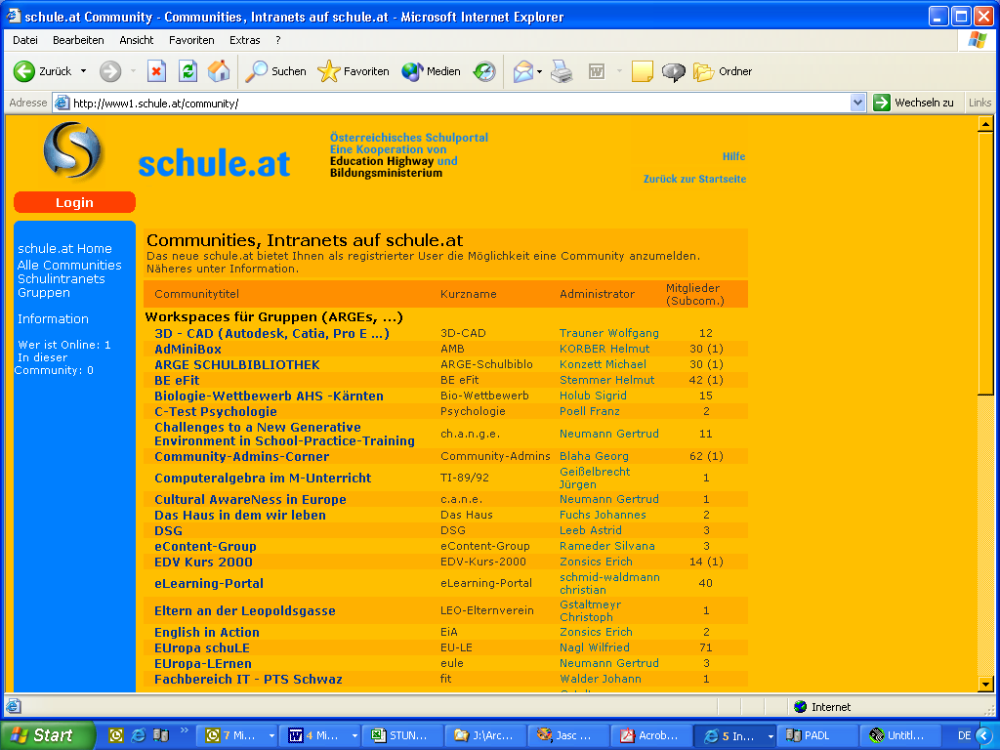 schule.at Community - Communities, Intranets auf schule.at - Microsoft Internet Explorer
Datei Bearbeiten Ansicht Favoriten Extras ?
Zurück Suchen Favoriten Medien Ordner
Adresse http://www1.schule.at/community/ Wechseln zu Links
schule.at
Österreichisches Schulportal
Eine Kooperation von
Education Highway und
Bildungsministerium
Hilfe
Zurück zur Startseite
Login
schule.at Home
Alle Communities
Schulintranets
Gruppen
Information
Wer ist Online: 1
In dieser
Community: 0
Communities, Intranets auf schule.at
Das neue schule.at bietet Ihnen als registrierter User die Möglichkeit eine Community anzumelden.
Näheres unter Information.
Communitytitel Kurzname Administrator Mitglieder
(Subcom.)
Workspaces für Gruppen (ARGEs, ...)
3D - CAD (Autodesk, Catia, Pro E ...) 3D-CAD Trauner Wolfgang 12
AdMiniBox AMB KÖRBER Helmut 30 (1)
ARGE SCHULBIBLIOTHEK ARGE-Schulbiblo Konzett Michael 30 (1)
BE eFit BE eFit Stemmer Helmut 42 (1)
Biologie-Wettbewerb AHS -Kärnten Bio-Wettbewerb Holub Sigrid 15
C-Test Psychologie Psychologie Poell Franz 2
Challenges to a New Generative
Environment in School-Practice-Training ch.a.n.g.e. Neumann Gertrud 11
Community-Admins-Corner Community-Admins Blaha Georg 62 (1)
Computeralgebra im M-Unterricht TI-89/92 Geißelbrecht
Jürgen 1
Cultural AwareNess in Europe c.a.n.e. Neumann Gertrud 1
Das Haus in dem wir leben Das Haus Fuchs Johannes 2
DSG DSG Leeb Astrid 3
eContent-Group eContent-Group Rameder Silvana 3
EDV Kurs 2000 EDV-Kurs-2000 Zonsics Erich 14 (1)
eLearning-Portal eLearning-Portal schmid-waldmann
christian 40
Eltern an der Leopoldsgasse LEO-Elternverein Gstaltmeyr
Christoph 1
English in Action EiA Zonsics Erich 2
EUropa schuLE EU-LE Nagl Wilfried 71
EUropa-LErnen eule Neumann Gertrud 3
Fachbereich IT - PTS Schwaz fit Walder Johann 1
Internet
Start 7 Mi... 4 Mi... STUN... J:\Arc... Jasc ... Acrob... 5 In... PADL Untitl... DE